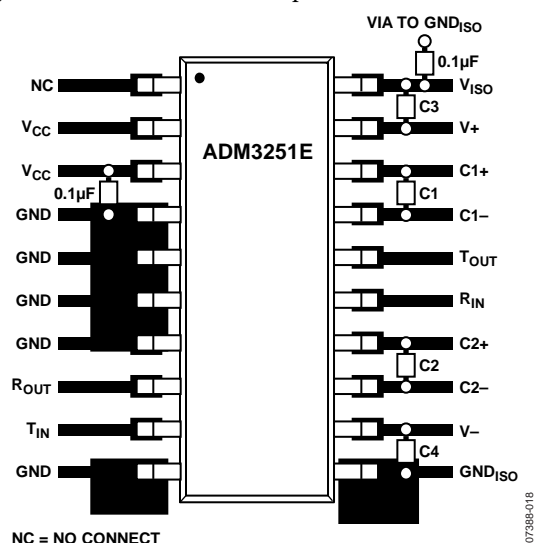 VIA TO GNDISO
0.1µF
NC
VISO
C3
VCC
V+
ADM3251E
VCC
C1+
0.1µF
C1
GND
C1–
GND
TOUT
GND
RIN
GND
C2+
C2
ROUT
C2–
TIN
V–
C4
GND
GNDISO
NC = NO CONNECT
07388-018